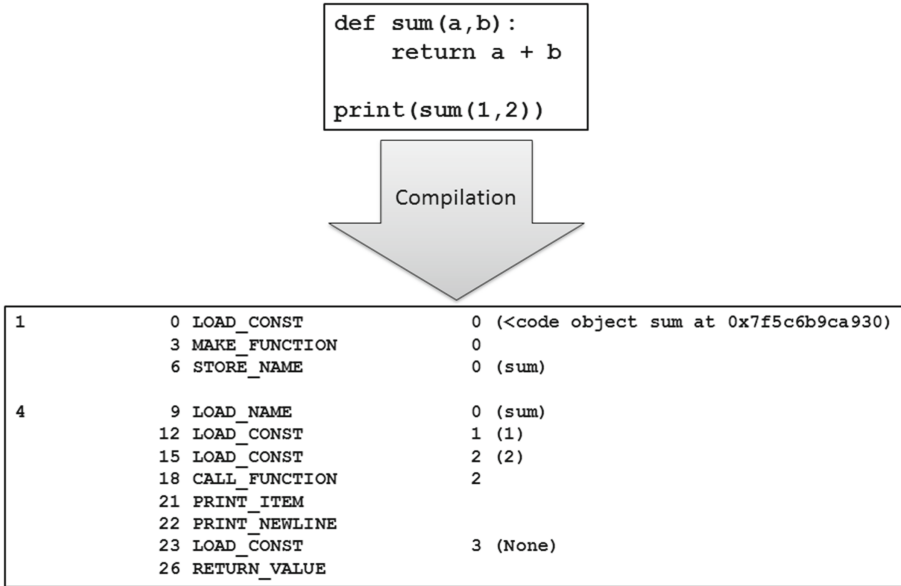 def sum(a,b):
    return a + b
print(sum(1,2))
Compilation
1 0 LOAD_CONST 0 (<code object sum at 0x7f5c6b9ca930)
3 MAKE_FUNCTION 0
6 STORE_NAME 0 (sum)
4 9 LOAD_NAME 0 (sum)
12 LOAD_CONST 1 (1)
15 LOAD_CONST 2 (2)
18 CALL_FUNCTION 2
21 PRINT_ITEM
22 PRINT_NEWLINE
23 LOAD_CONST 3 (None)
26 RETURN_VALUE